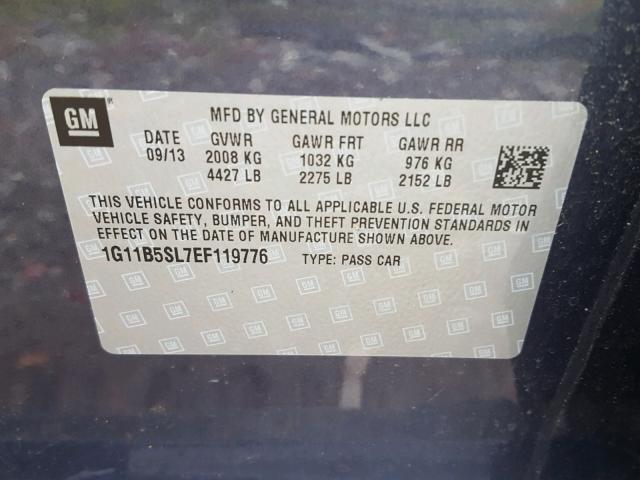 GM
MFD BY GENERAL MOTORS LLC
DATE GVWR GAWR FRT GAWR RR
09/13 2008 KG 1032 KG 976 KG
4427 LB 2275 LB 2152 LB
THIS VEHICLE CONFORMS TO ALL APPLICABLE U.S. FEDERAL MOTOR
VEHICLE SAFETY, BUMPER, AND THEFT PREVENTION STANDARDS IN
EFFECT ON THE DATE OF MANUFACTURE SHOWN ABOVE.
1G11B5SL7EF119776 TYPE: PASS CAR